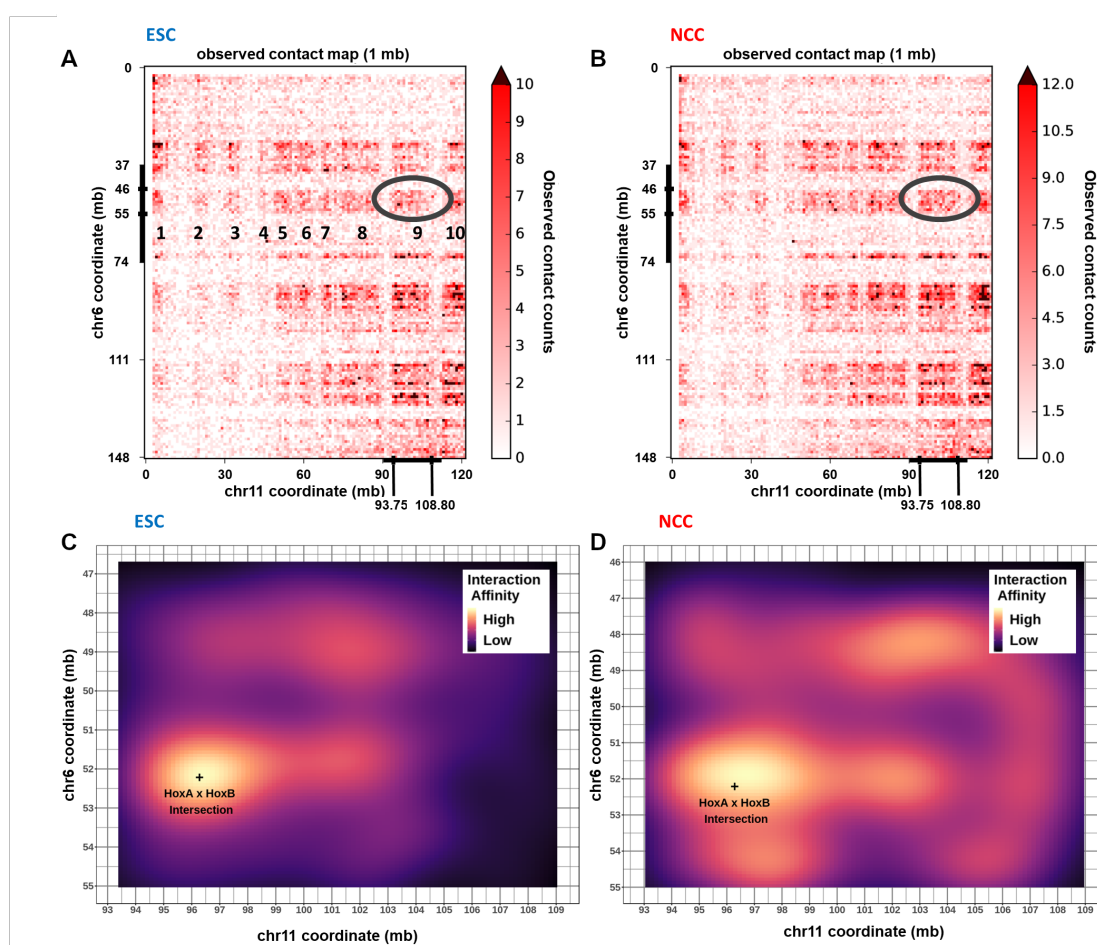 ESC
A
observed contact map (1 mb)
0
37
46
55
74
111
148
chr6 coordinate (mb)
1 2 3 4 5 6 7 8 9 10
0 30 60 90 120
chr11 coordinate (mb)
93.75 108.80
10
9
8
7
6
5
4
3
2
1
0
Observed contact counts
NCC
B
observed contact map (1 mb)
0
37
46
55
74
111
148
chr6 coordinate (mb)
0 30 60 90 120
chr11 coordinate (mb)
93.75 108.80
12.0
10.5
9.0
7.5
6.0
4.5
3.0
1.5
0.0
Observed contact counts
ESC
C
47
48
49
50
51
52
53
54
55
chr6 coordinate (mb)
Interaction
Affinity
High
Low
+
HoxA x HoxB
Intersection
93 94 95 96 97 98 99 100 101 102 103 104 105 106 107 108 109
chr11 coordinate (mb)
NCC
D
46
47
48
49
50
51
52
53
54
55
chr6 coordinate (mb)
Interaction
Affinity
High
Low
+
HoxA x HoxB
Intersection
93 94 95 96 97 98 99 100 101 102 103 104 105 106 107 108 109
chr11 coordinate (mb)